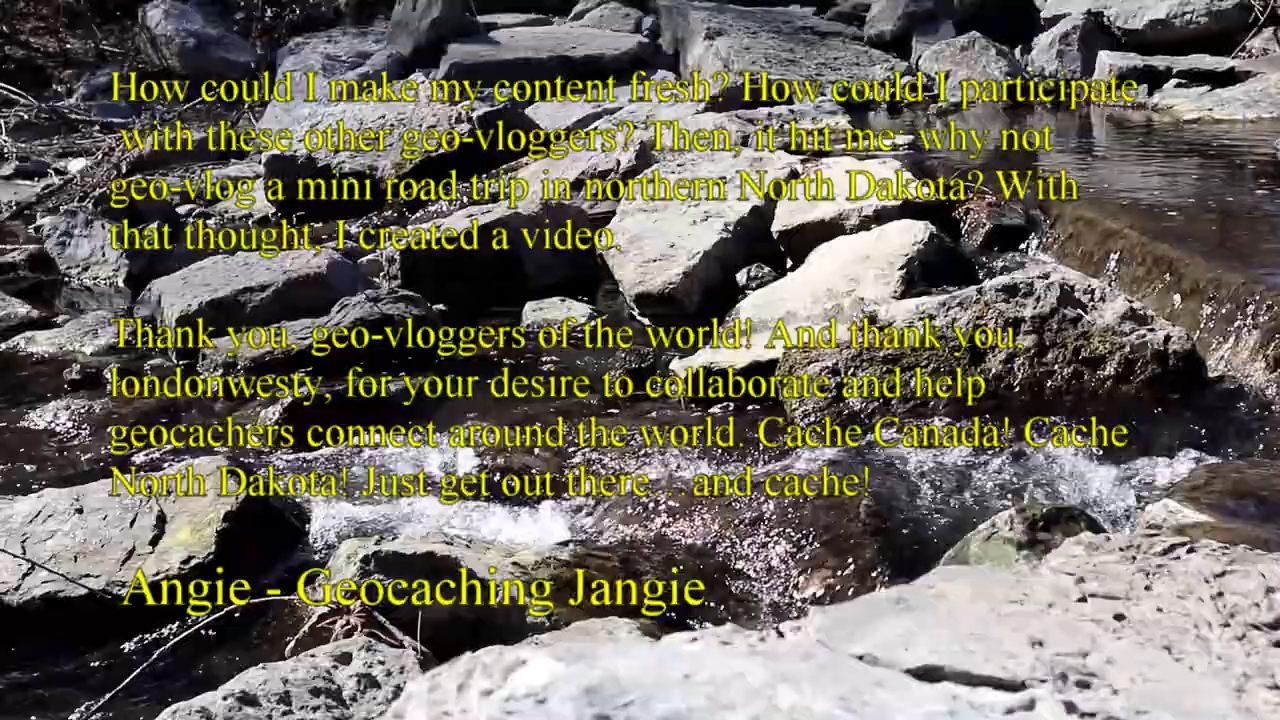 How could I make my content fresh? How could I participate
with these other geo-vloggers? Then, it hit me: why not
geo-vlog a mini road trip in northern North Dakota? With
that thought, I created a video.
Thank you, geo-vloggers of the world! And thank you,
londonwesty, for your desire to collaborate and help
geocachers connect around the world. Cache Canada! Cache
North Dakota! Just get out there...and cache!
Angie - Geocaching Jangie